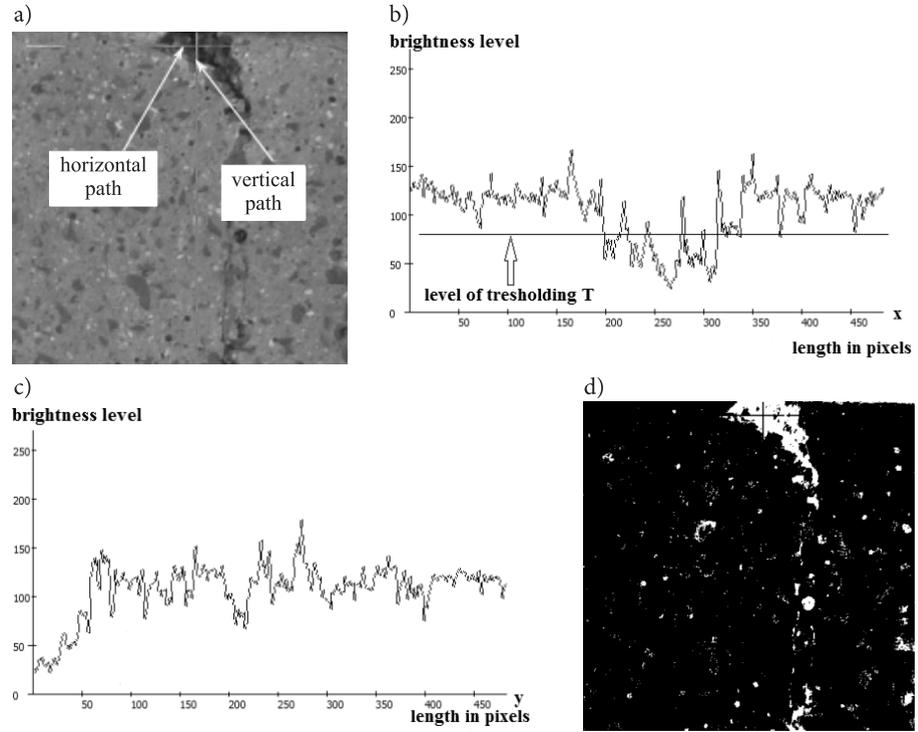 a)
horizontal
path
vertical
path
b)
brightness level
250
200
150
100
50
0
level of tresholding T
50 100 150 200 250 300 350 400 450
x
length in pixels
c)
brightness level
250
200
150
100
50
0
50 100 150 200 250 300 350 400 450
y
length in pixels
d)